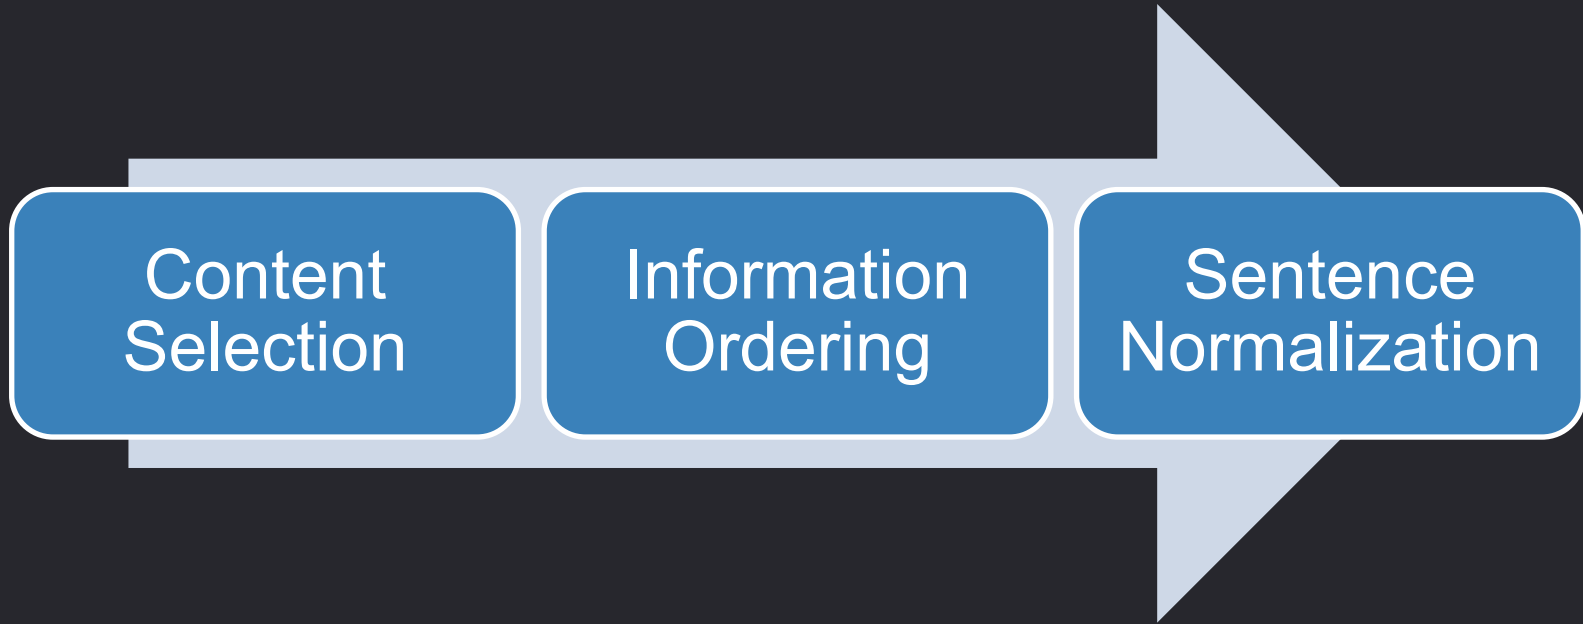 Content
Selection
Information
Ordering
Sentence
Normalization